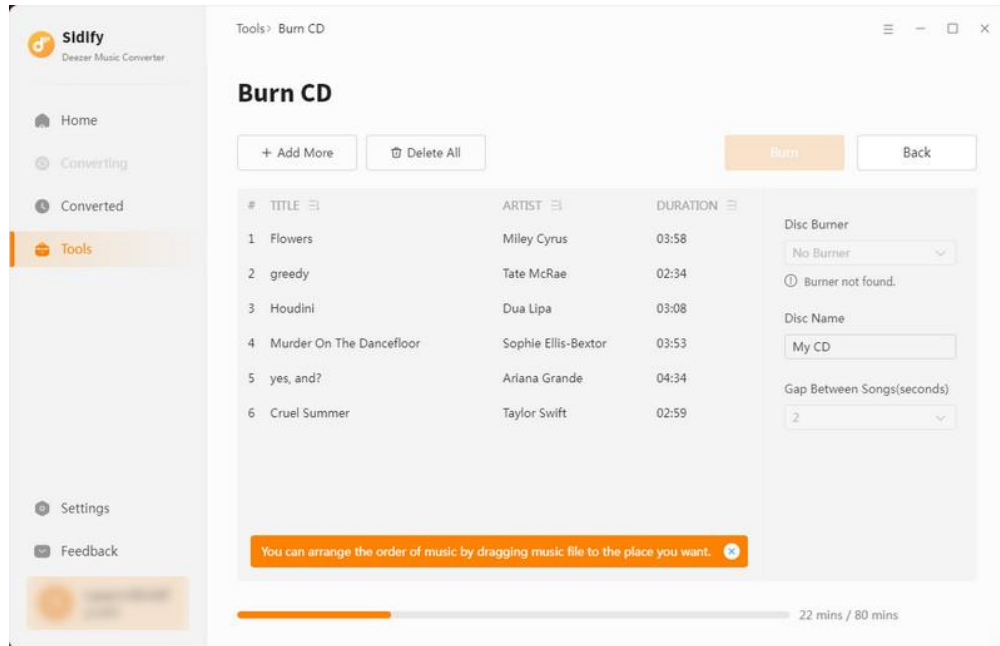 Sidify
Deezer Music Converter
Home
Converting
Converted
Tools
Settings
Feedback
Tools> Burn CD
Burn CD
+ Add More
Delete All
Burn
Back
# TITLE ARTIST DURATION
1 Flowers Miley Cyrus 03:58
2 greedy Tate McRae 02:34
3 Houdini Dua Lipa 03:08
4 Murder On The Dancefloor Sophie Ellis-Bextor 03:53
5 yes, and? Ariana Grande 04:34
6 Cruel Summer Taylor Swift 02:59
Disc Burner
No Burner
Burner not found.
Disc Name
My CD
Gap Between Songs(seconds)
2
You can arrange the order of music by dragging music file to the place you want.
22 mins / 80 mins